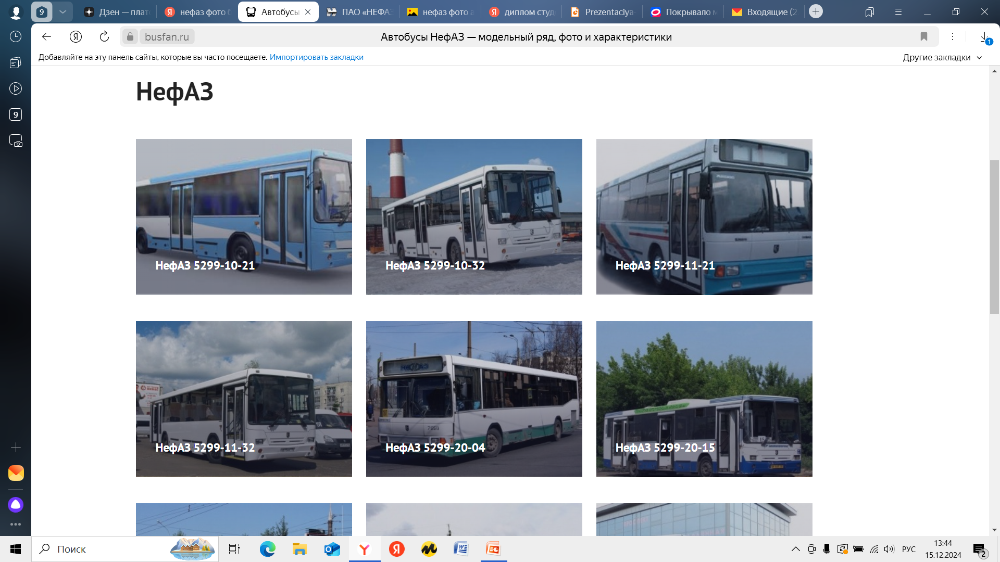 9
Дзен — плат
нефаз фото б
Автобусы
ПАО «НЕФАЗ
нефаз фото а
диплом студ
Prezentaciya-
Покрывало м
Входящие (2
busfan.ru
Автобусы НефАЗ — модельный ряд, фото и характеристики
1
Добавляйте на эту панель сайты, которые вы часто посещаете. Импортировать закладки
Другие закладки
9
НефАЗ
НефАЗ 5299-10-21
НефАЗ 5299-10-32
НефАЗ 5299-11-21
НефАЗ 5299-11-32
НефАЗ 5299-20-04
НефАЗ 5299-20-15
Поиск
РУС
13:44
15.12.2024
2